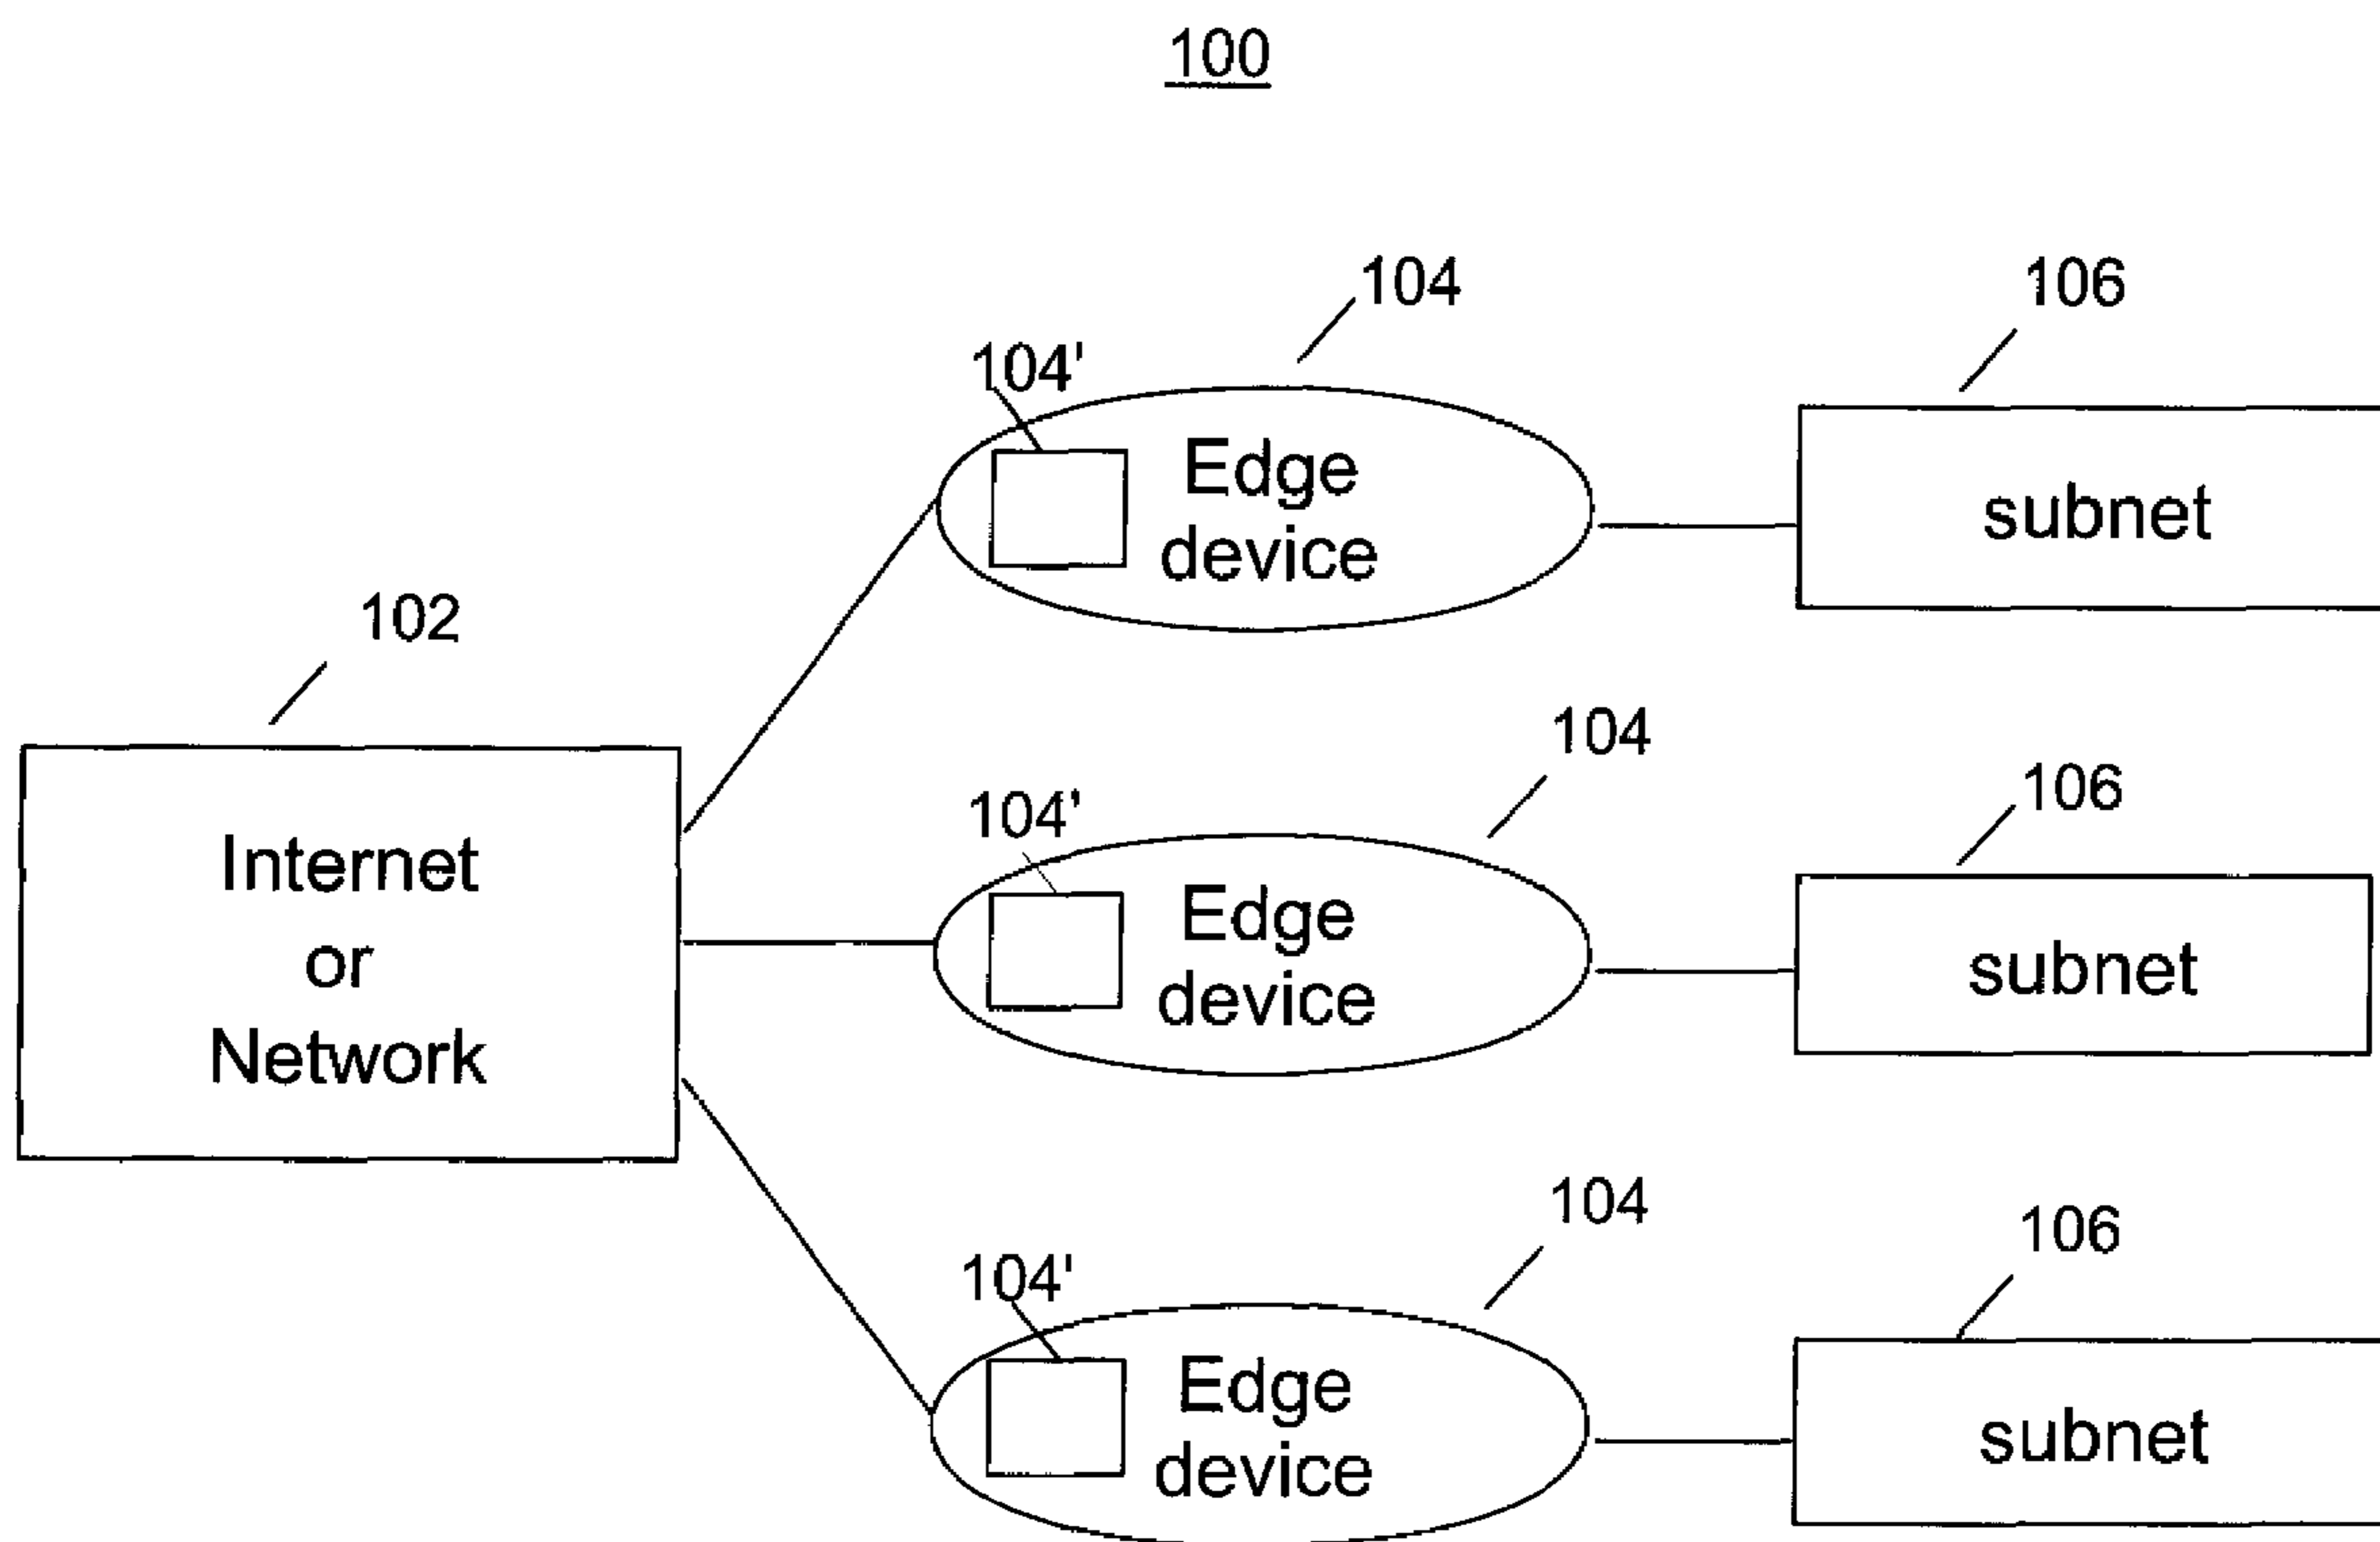 100
104
106
104'
Edge
device
subnet
102
104
106
104'
Internet
or
Network
Edge
device
subnet
104
106
104'
Edge
device
subnet